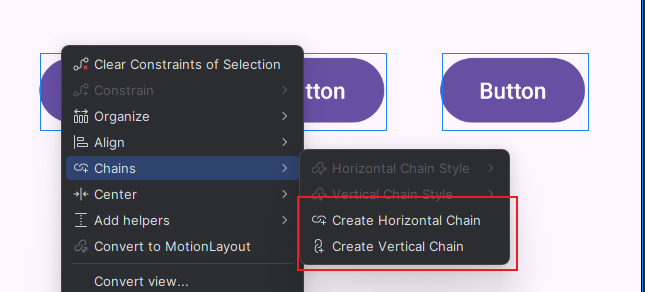 Clear Constraints of Selection
Constrain
tton
Button
Organize
Align
Chains
Horizontal Chain Style
Center
Vertical Chain Style
Add helpers
Create Horizontal Chain
Convert to MotionLayout
Create Vertical Chain
Convert view...